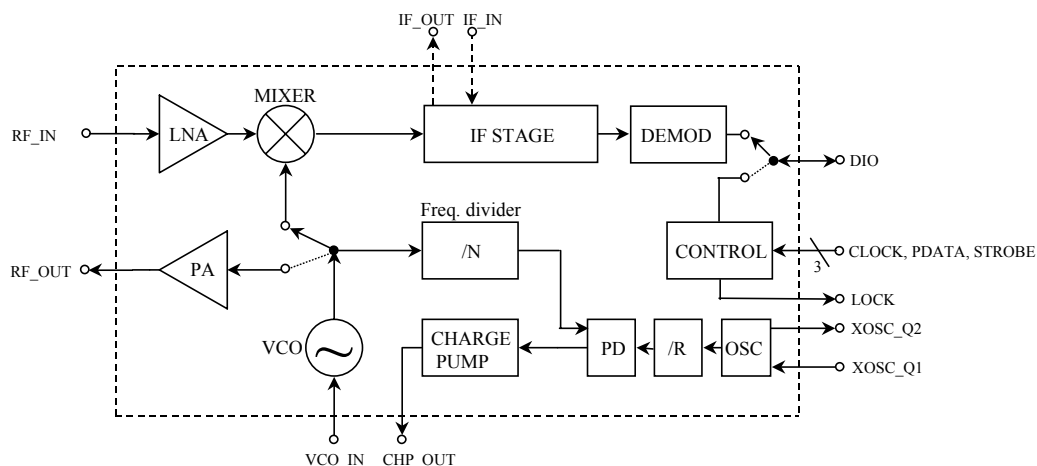 IF_OUT IF_IN
MIXER
RF_IN
LNA
IF STAGE
DEMOD
DIO
Freq. divider
/N
CONTROL
CLOCK, PDATA, STROBE
3
RF_OUT
PA
LOCK
VCO
CHARGE
PUMP
PD
/R
OSC
XOSC_Q2
XOSC_Q1
VCO_IN
CHP_OUT